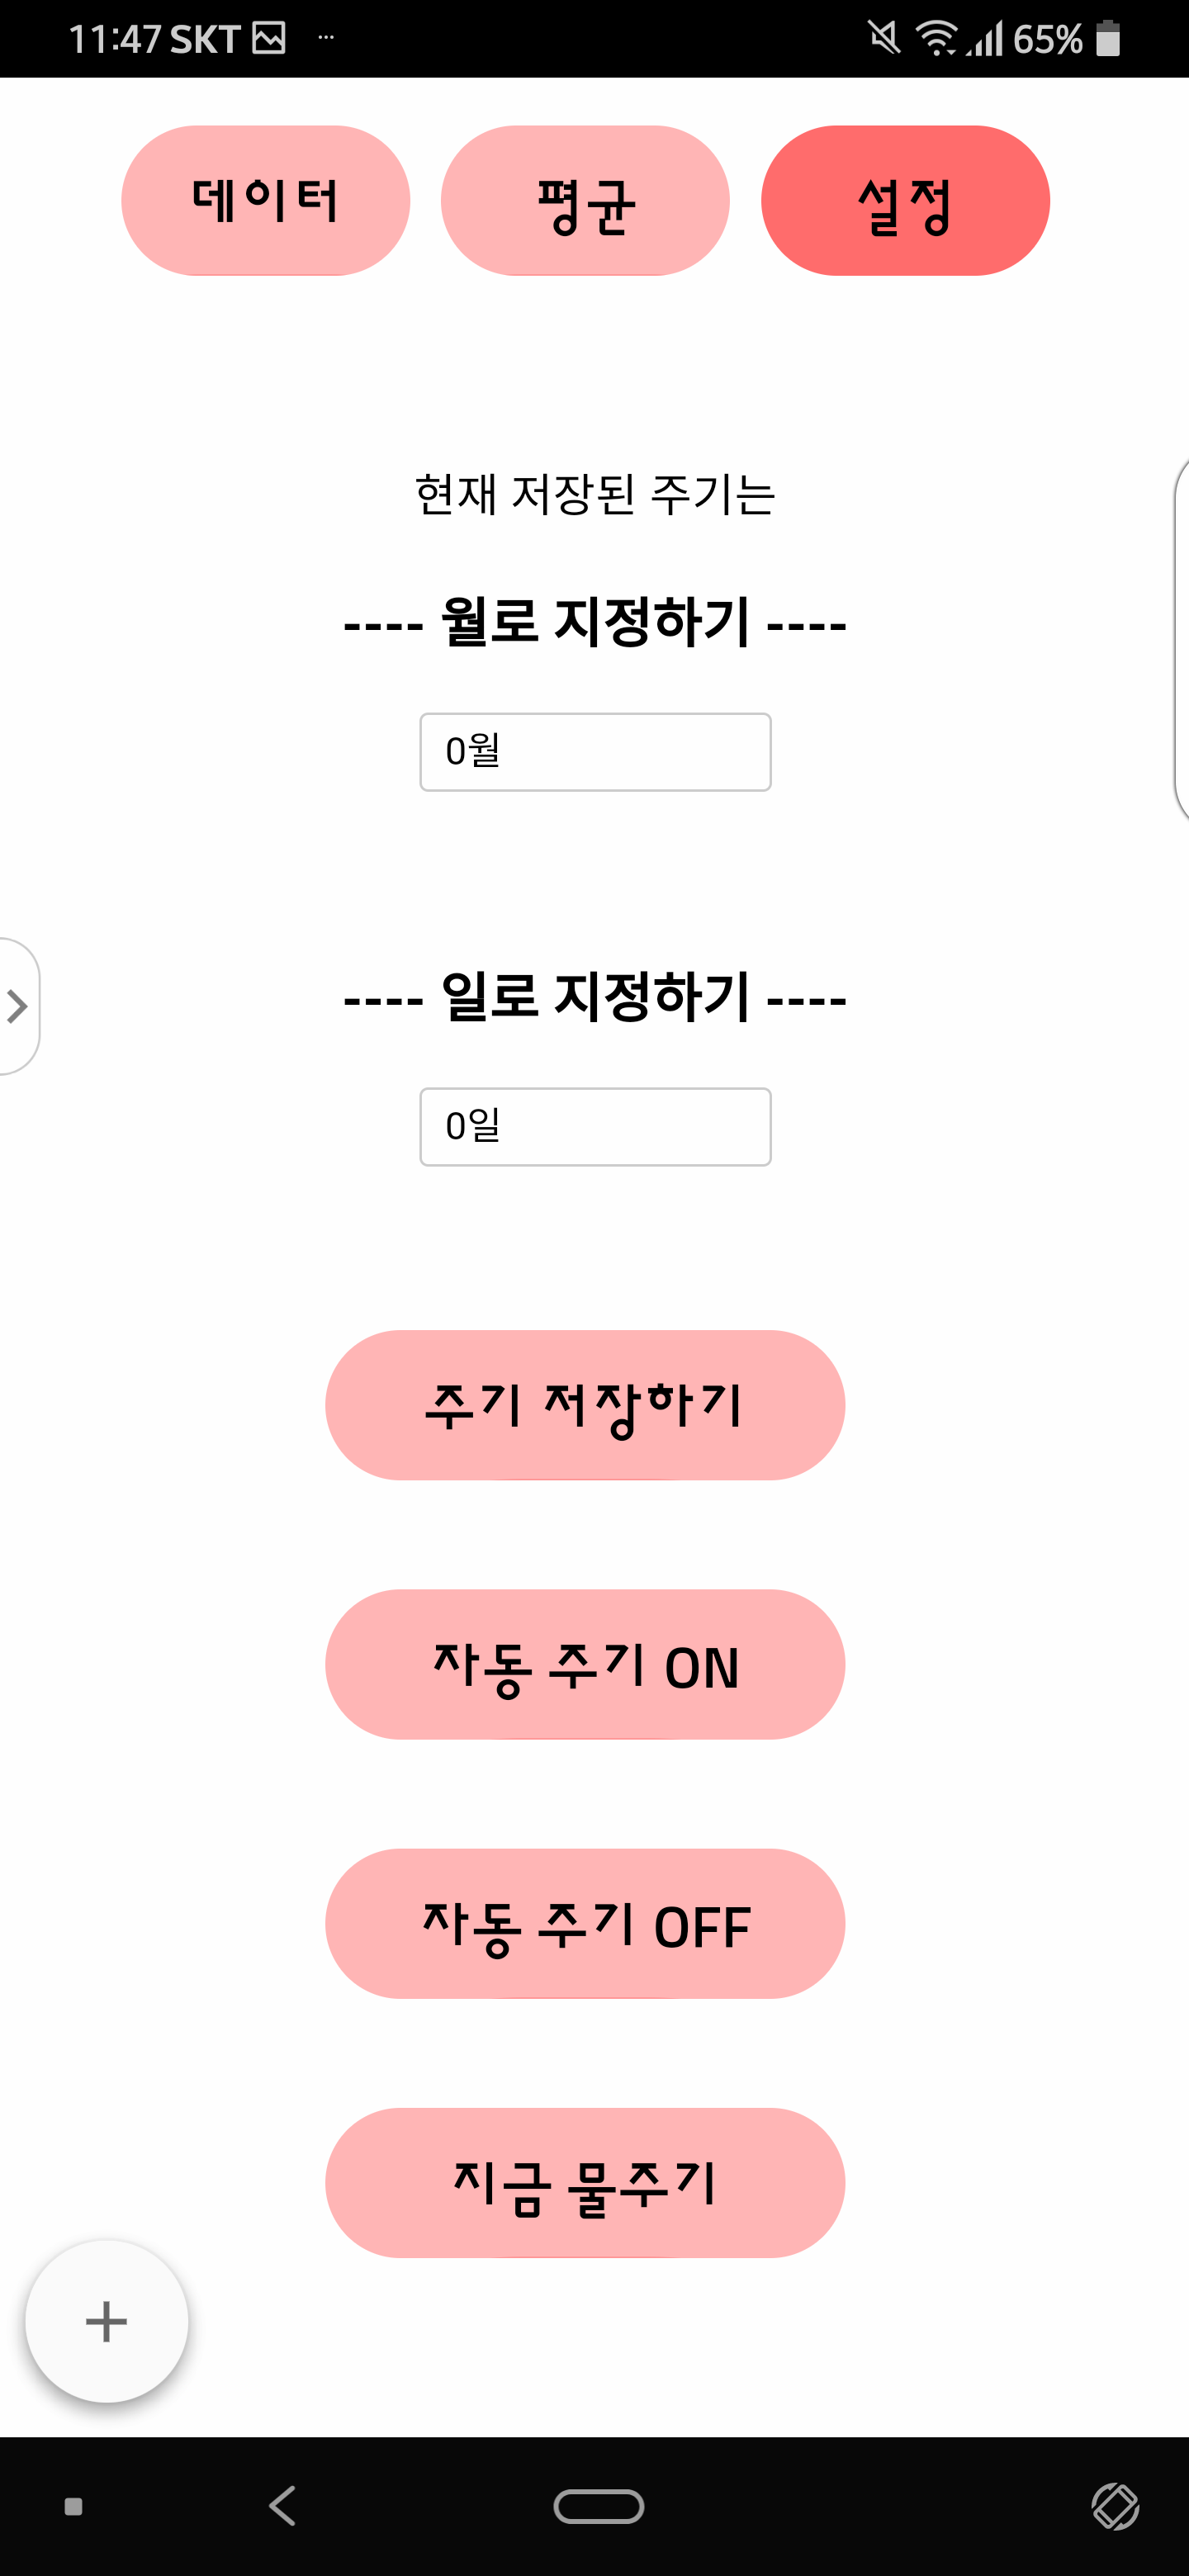 11:47 SKT ... 65%
데이터 평균 설정
현재 저장된 주기는
---- 월로 지정하기 ----
0월
---- 일로 지정하기 ----
0일
주기 저장하기
자동 주기 ON
자동 주기 OFF
지금 물주기
+